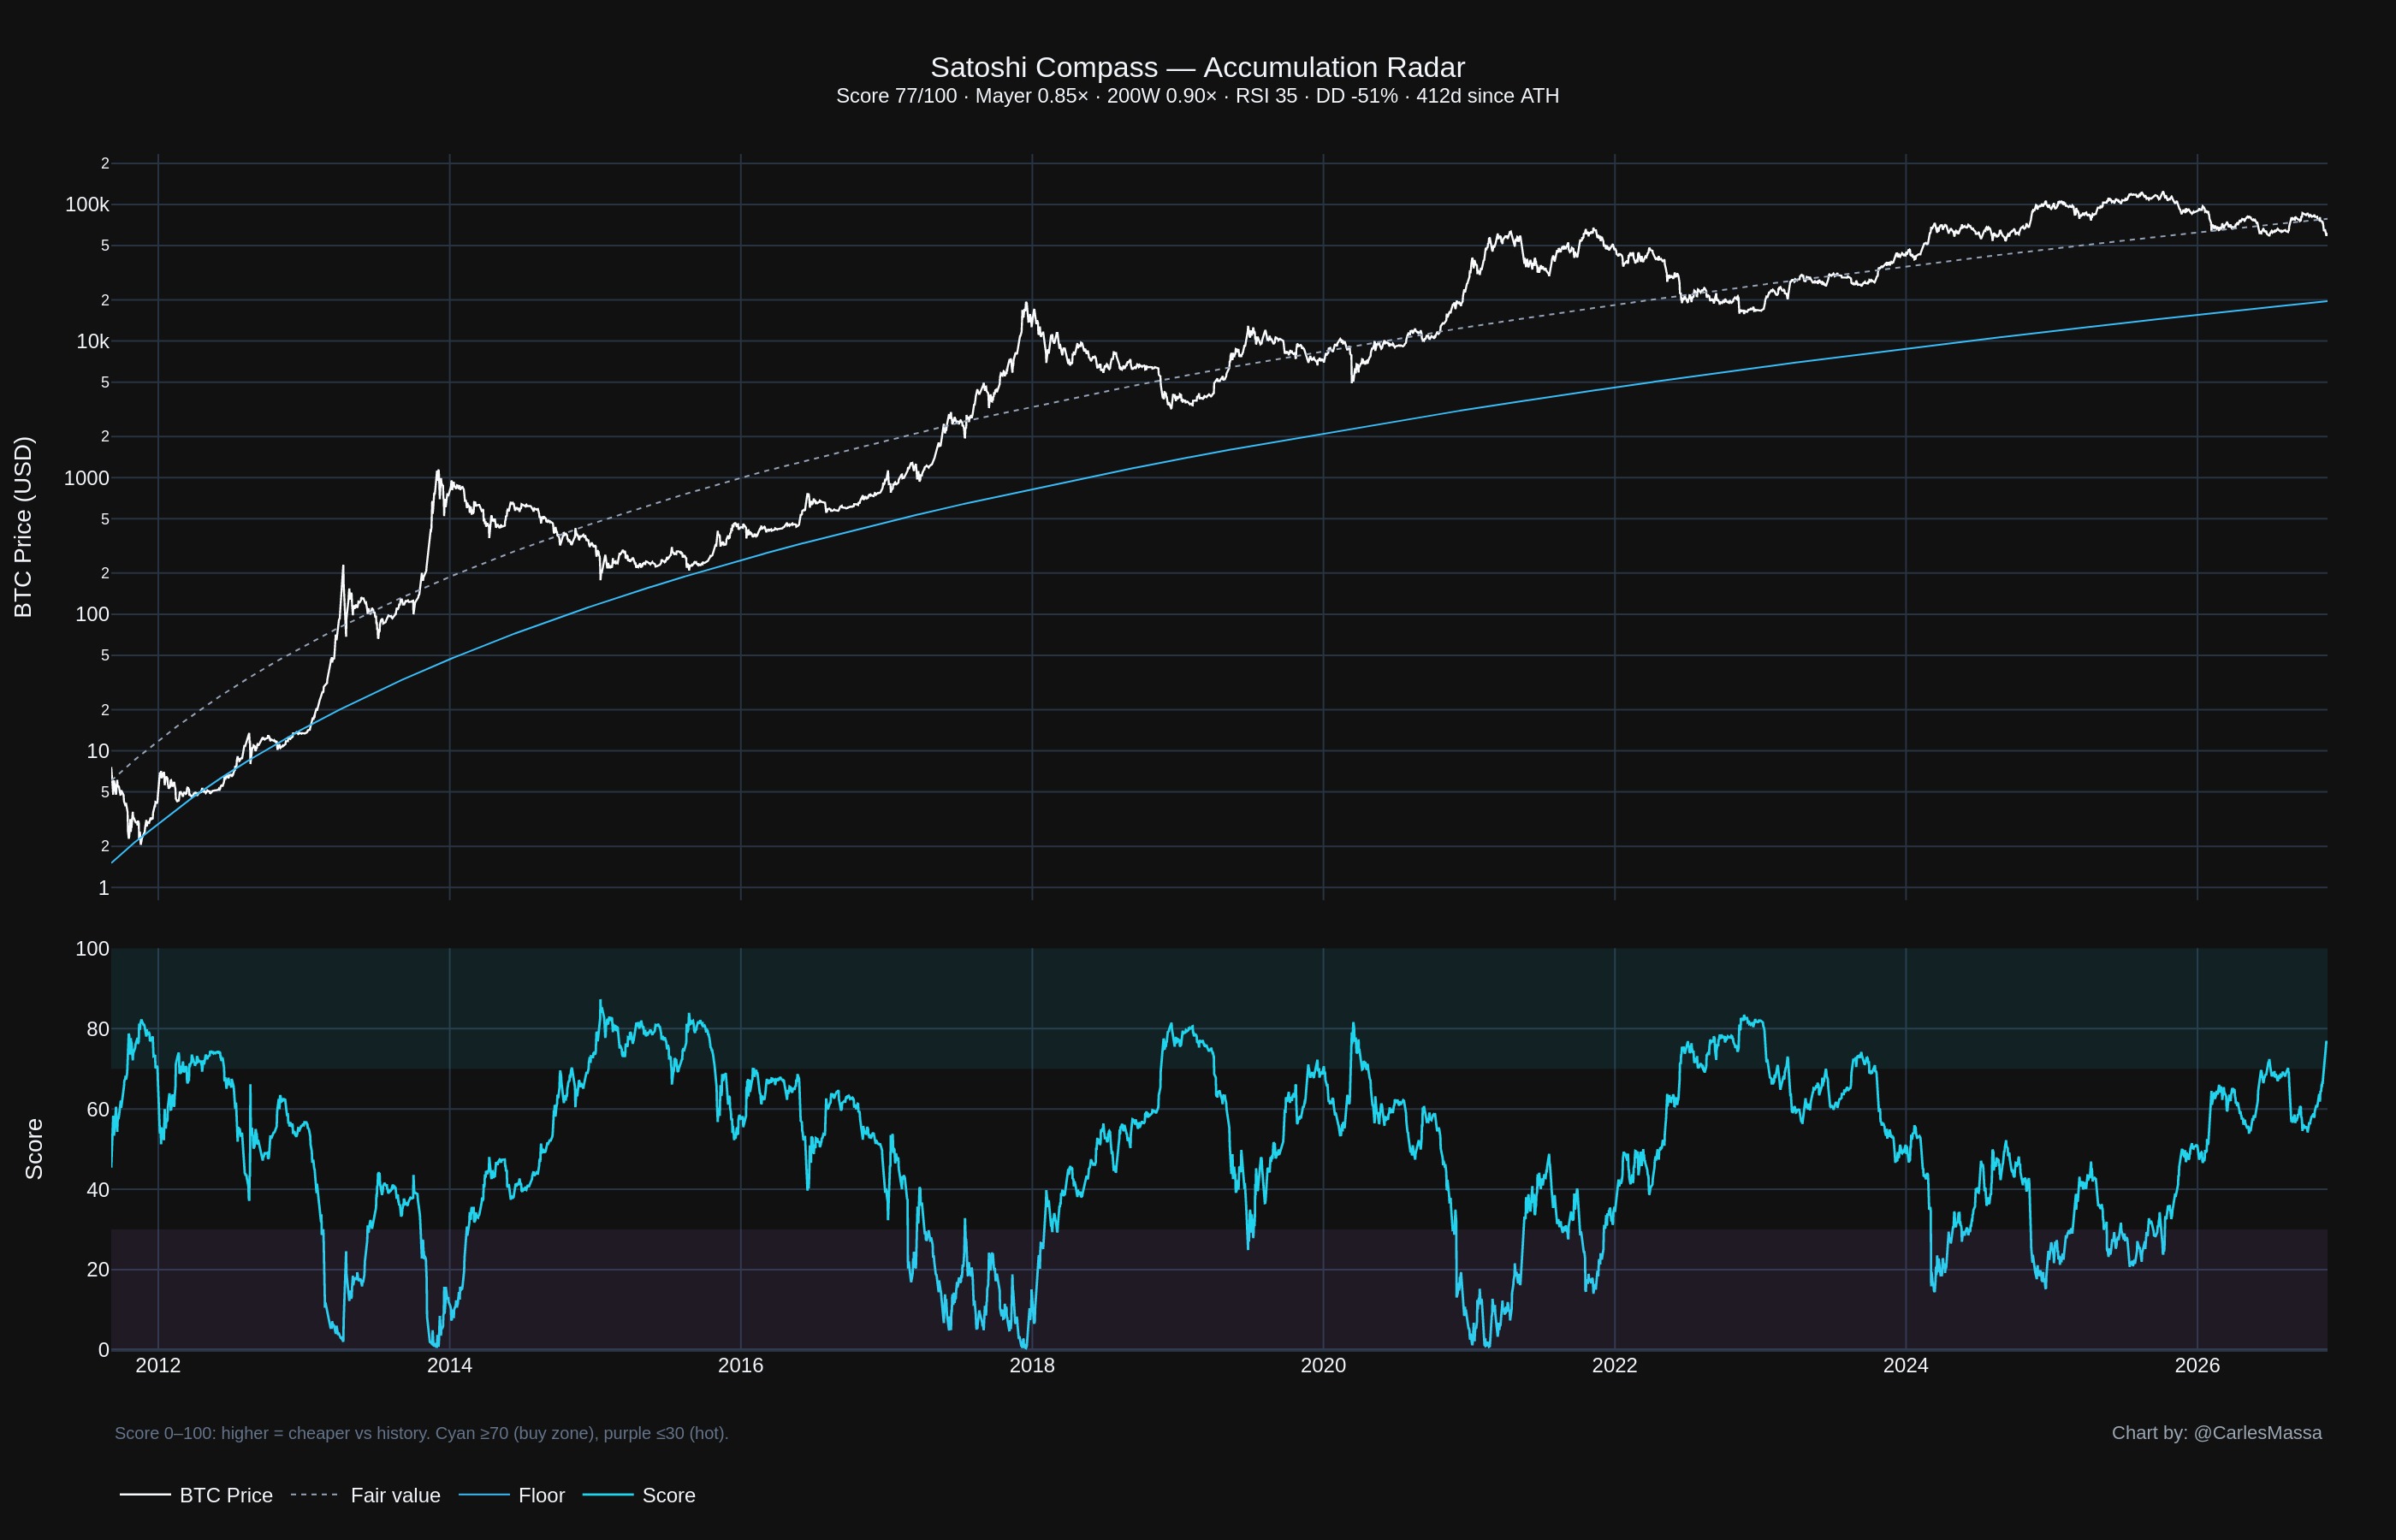 Satoshi Compass — Accumulation Radar
Score 77/100 · Mayer 0.85× · 200W 0.90× · RSI 35 · DD -51% · 412d since ATH
BTC Price (USD)
2
100k
5
2
10k
5
2
1000
5
2
100
5
2
10
5
2
1
Score
100
80
60
40
20
0
2012 2014 2016 2018 2020 2022 2024 2026
Score 0–100: higher = cheaper vs history. Cyan ≥70 (buy zone), purple ≤30 (hot).
Chart by: @CarlesMassa
BTC Price Fair value Floor Score